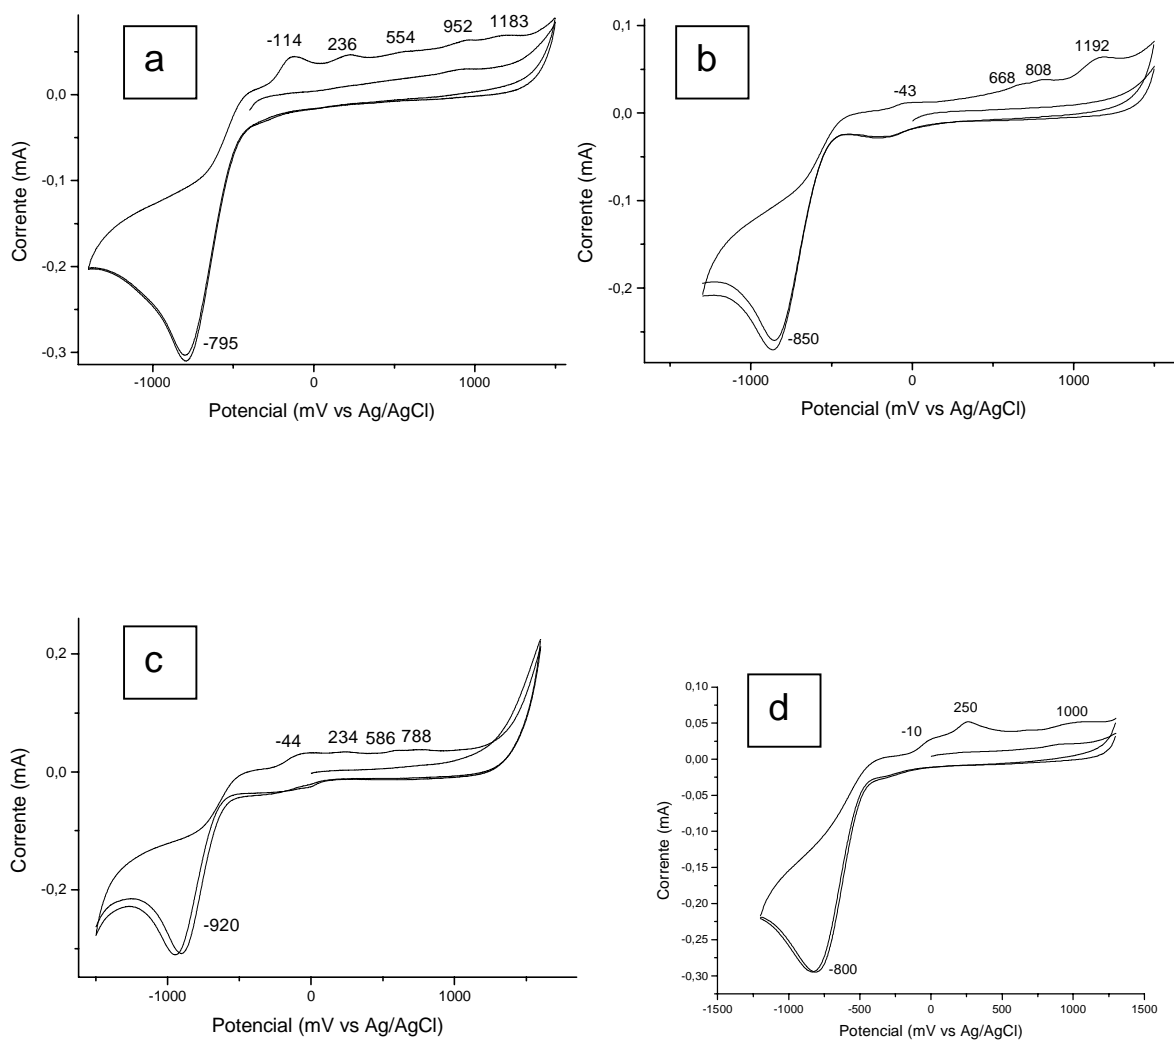 a
-114 236 554 952 1183
0,0
-0,1
-0,2
-0,3
-795
-1000 0 1000
Corrente (mA)
Potencial (mV vs Ag/AgCl)
b
0,1
0,0
-0,1
-0,2
-43 668 808 1192
-850
-1000 0 1000
Corrente (mA)
Potencial (mV vs Ag/AgCl)
c
0,2
0,0
-0,2
-44 234 586 788
-920
-1000 0 1000
Corrente (mA)
Potencial (mV vs Ag/AgCl)
d
0,10
0,05
0,00
-0,05
-0,10
-0,15
-0,20
-0,25
-0,30
-10 250 1000
-800
-1500 -1000 -500 0 500 1000 1500
Corrente (mA)
Potencial (mV vs Ag/AgCl)